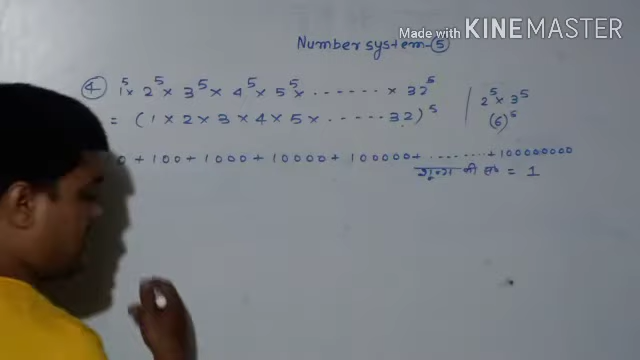 Made with KINEMASTER
Number system-5
4 1⁵ × 2⁵ × 3⁵ × 4⁵ × 5⁵ × ....... × 32⁵
= (1 × 2 × 3 × 4 × 5 × ...... 32)⁵
2⁵ × 3⁵
(6)⁵
0 + 100 + 1000 + 10000 + 100000 + ........ + 100000000
शून्य की सं० = 1